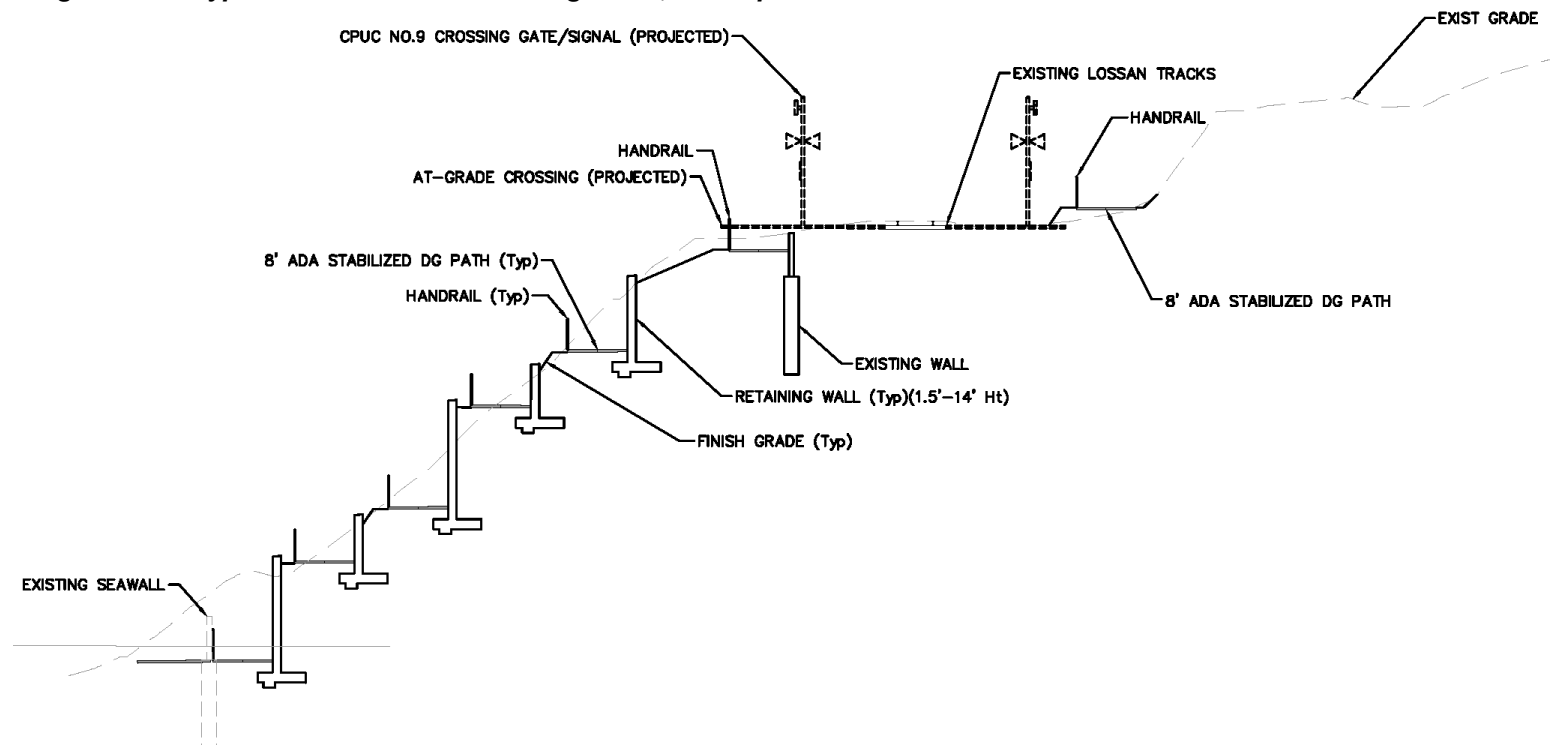 CPUC NO.9 CROSSING GATE/SIGNAL (PROJECTED)
EXIST GRADE
EXISTING LOSSAN TRACKS
HANDRAIL
HANDRAIL
AT-GRADE CROSSING (PROJECTED)
8' ADA STABILIZED DG PATH (Typ)
HANDRAIL (Typ)
8' ADA STABILIZED DG PATH
EXISTING WALL
RETAINING WALL (Typ)(1.5'-14' Ht)
FINISH GRADE (Typ)
EXISTING SEAWALL